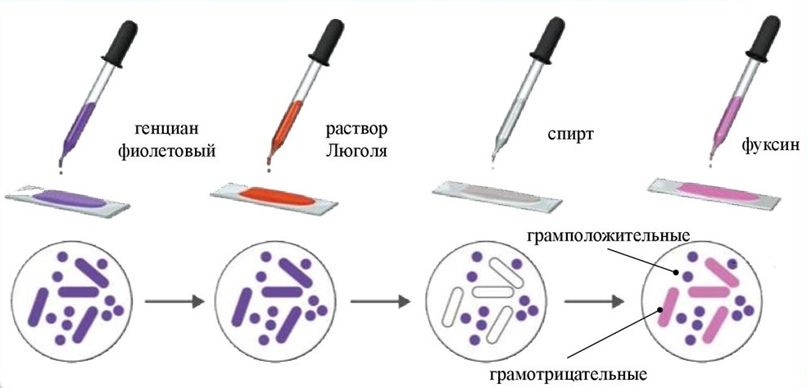 генциан
фиолетовый
раствор
Люголя
спирт
фуксин
грамположительные
грамотрицательные